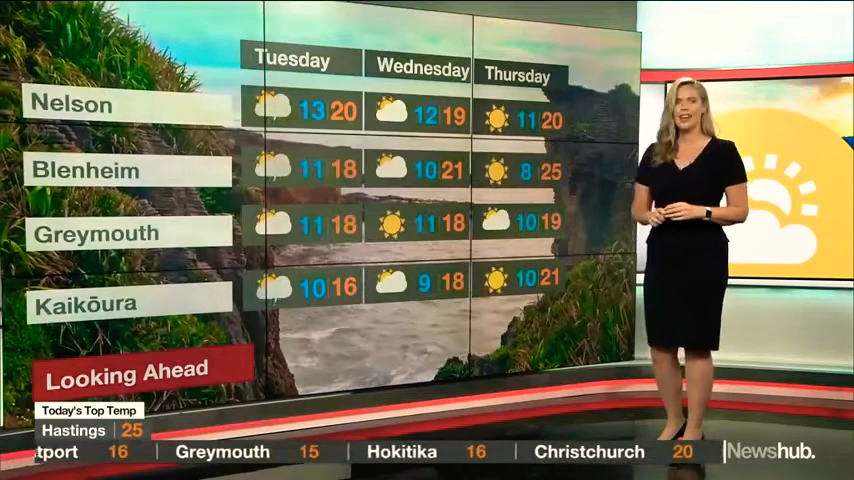 Tuesday Wednesday Thursday
Nelson 13 20 12 19 11 20
Blenheim 11 18 10 21 8 25
Greymouth 11 18 11 18 10 19
Kaikōura 10 16 9 18 10 21
Looking Ahead
Today's Top Temp
Hastings 25
tport 16 Greymouth 15 Hokitika 16 Christchurch 20 Newshub.